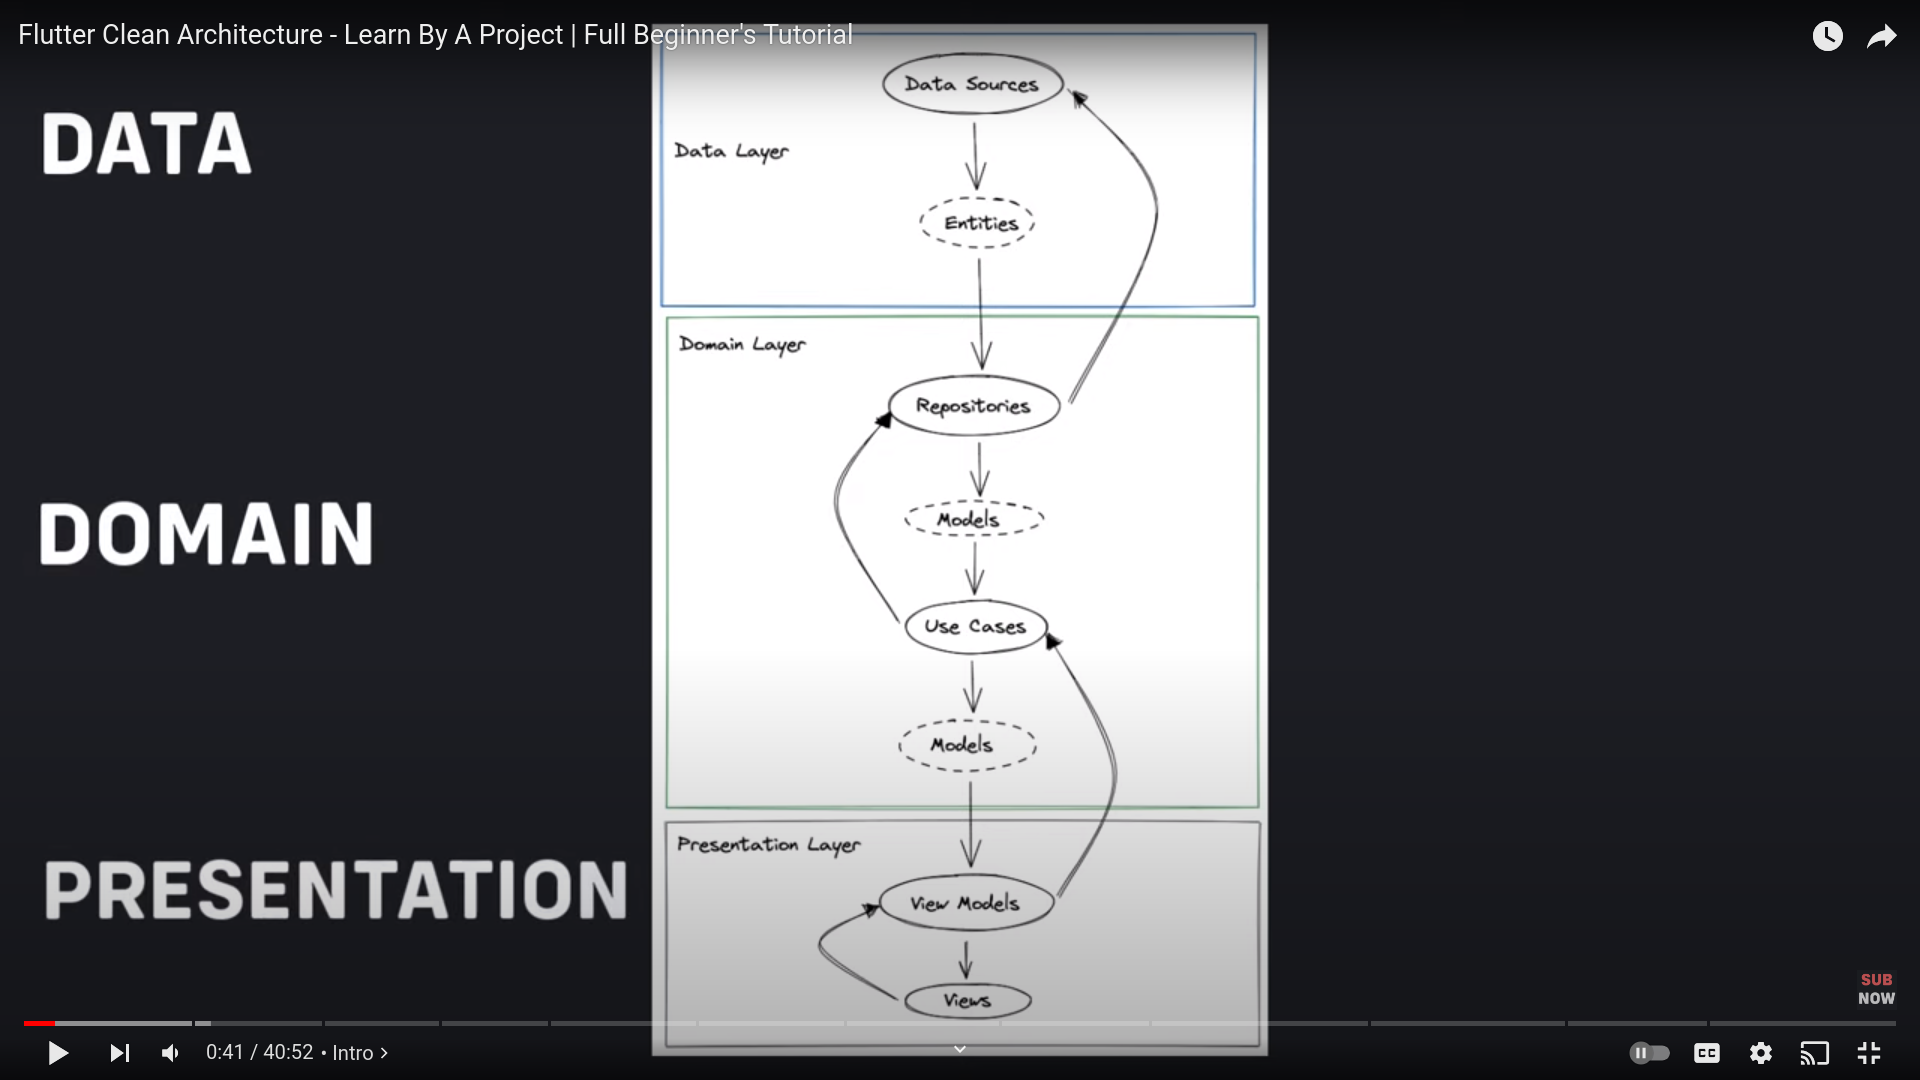 Flutter Clean Architecture - Learn By A Project | Full Beginner's Tutorial
DATA
Data Sources
Data Layer
Entities
DOMAIN
Domain Layer
Repositories
Models
Use Cases
Models
PRESENTATION
Presentation Layer
View Models
Views
SUB
NOW
0:41 / 40:52 • Intro
CC